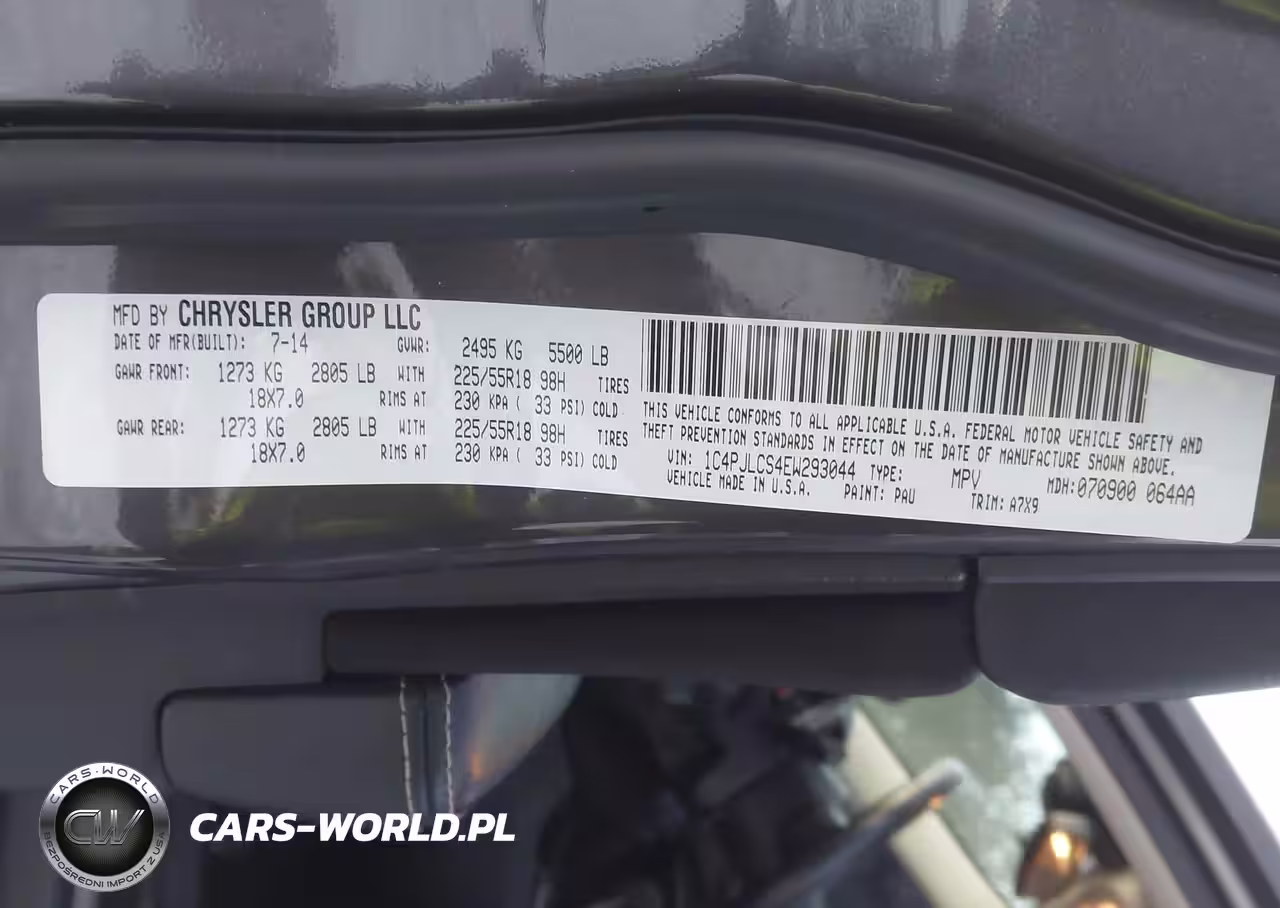 MFD BY CHRYSLER GROUP LLC
DATE OF MFR(BUILT): 7-14 GVWR: 2495 KG 5500 LB
GAWR FRONT: 1273 KG 2805 LB WITH 225/55R18 98H TIRES
18X7.0 RIMS AT 230 KPA ( 33 PSI) COLD
GAWR REAR: 1273 KG 2805 LB WITH 225/55R18 98H TIRES
18X7.0 RIMS AT 230 KPA ( 33 PSI) COLD
THIS VEHICLE CONFORMS TO ALL APPLICABLE U.S.A. FEDERAL MOTOR VEHICLE SAFETY AND
THEFT PREVENTION STANDARDS IN EFFECT ON THE DATE OF MANUFACTURE SHOWN ABOVE.
VIN: 1C4PJLCS4EW293044 TYPE: MPV MDH:070900 064AA
VEHICLE MADE IN U.S.A. PAINT: PAU TRIM: A7X9
CARS-WORLD
CW
BEZPOŚREDNI IMPORT Z USA
CARS-WORLD.PL